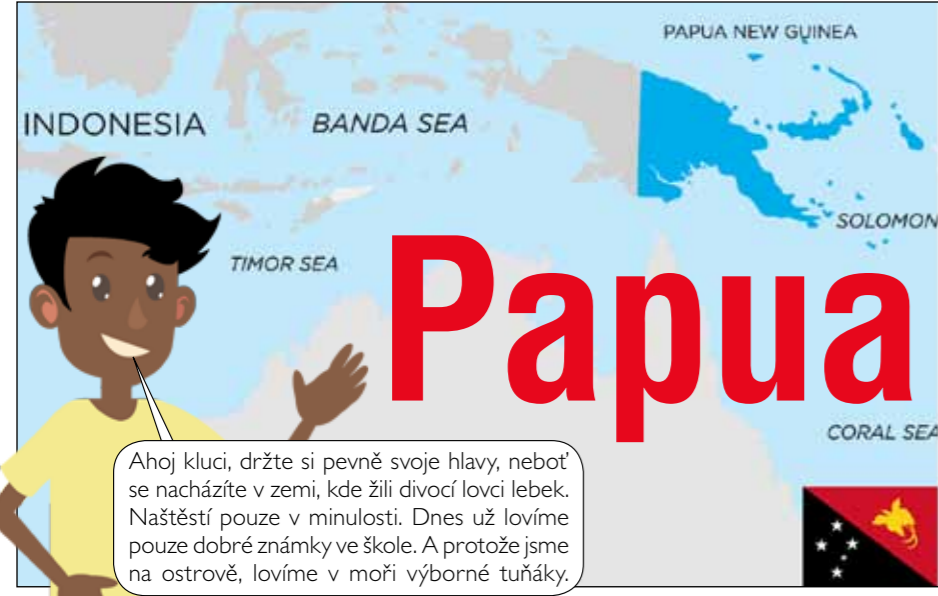 PAPUA NEW GUINEA
INDONESIA
BANDA SEA
SOLOMON
TIMOR SEA
Papua
CORAL SEA
Ahoj kluci, držte si pevně svoje hlavy, neboť
se nacházíte v zemi, kde žili divocí lovci lebek.
Naštěstí pouze v minulosti. Dnes už lovíme
pouze dobré známky ve škole. A protože jsme
na ostrově, lovíme v moři výborné tuňáky.